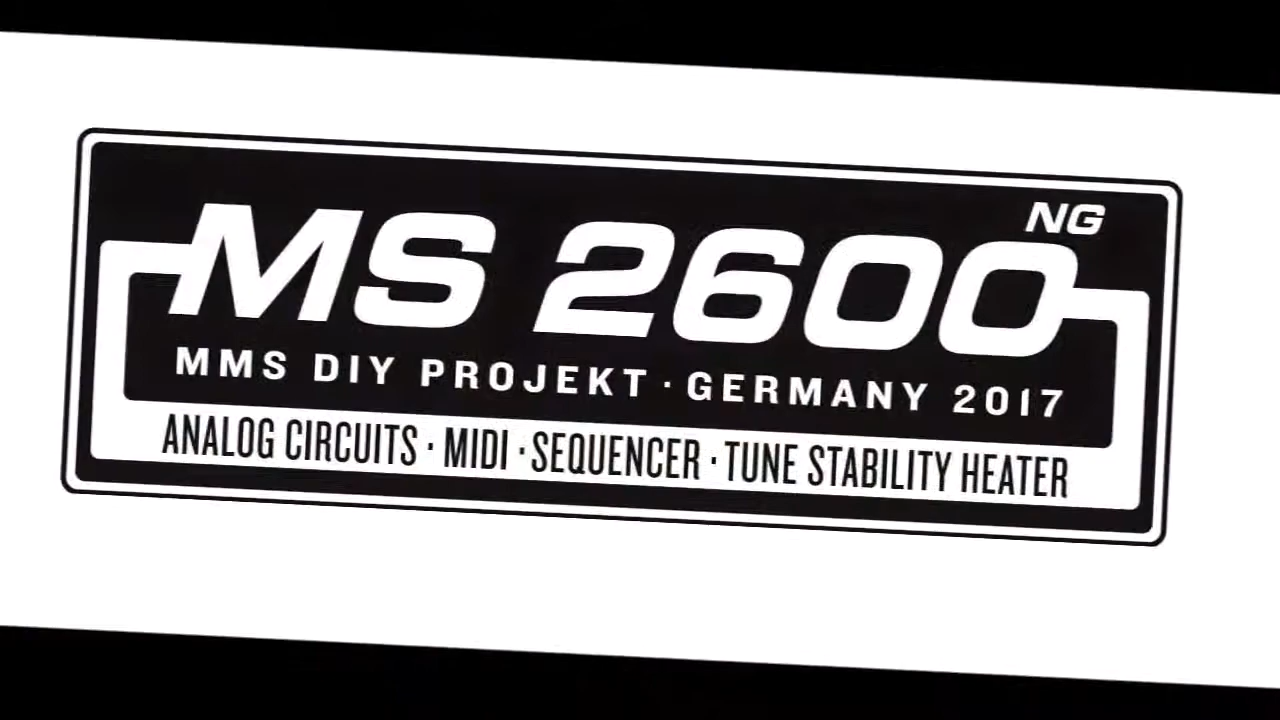 NG
MS 2600
MMS DIY PROJEKT · GERMANY 2017
ANALOG CIRCUITS · MIDI · SEQUENCER · TUNE STABILITY HEATER